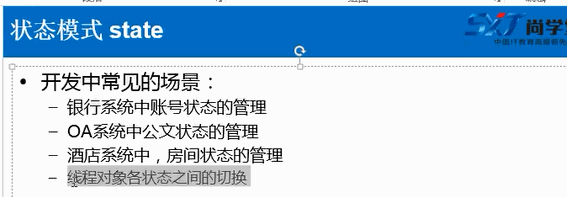 状态模式 state
尚学
• 开发中常见的场景：
– 银行系统中账号状态的管理
– OA系统中公文状态的管理
– 酒店系统中，房间状态的管理
– 线程对象各状态之间的切换